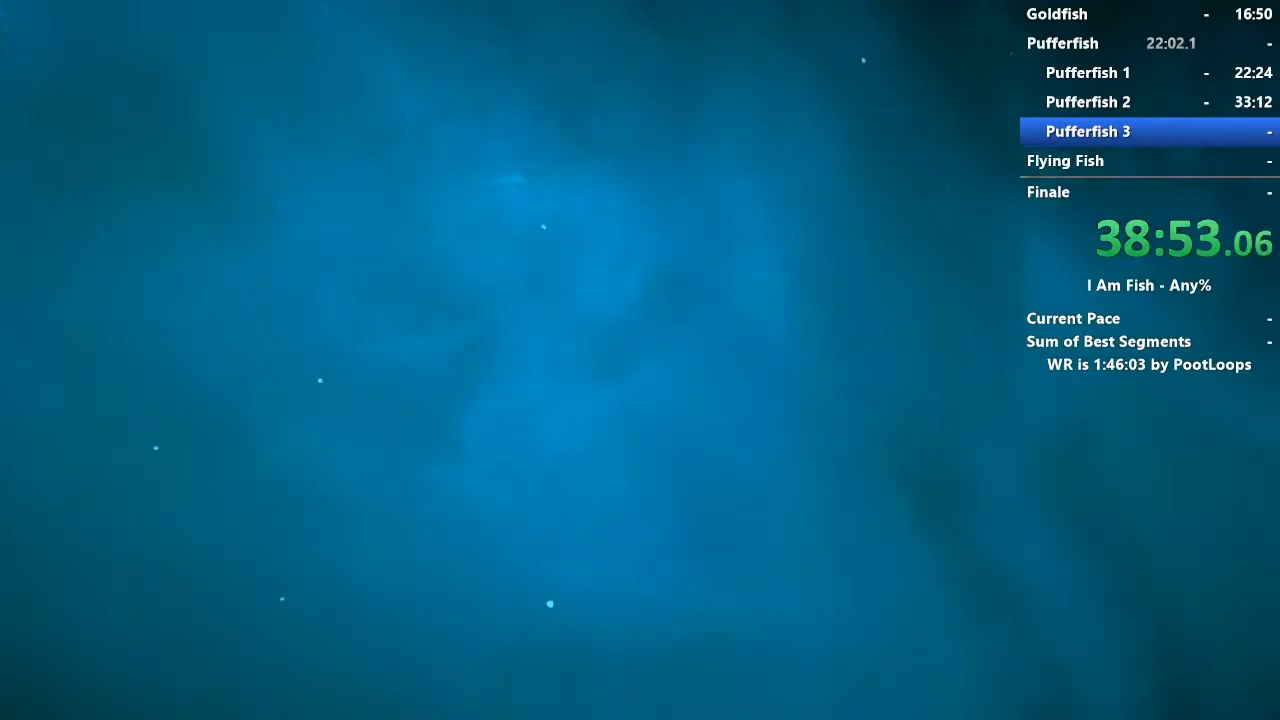 Goldfish - 16:50
Pufferfish 22:02.1 -
Pufferfish 1 - 22:24
Pufferfish 2 - 33:12
Pufferfish 3 -
Flying Fish -
Finale -
38:53.06
I Am Fish - Any%
Current Pace -
Sum of Best Segments -
WR is 1:46:03 by PootLoops